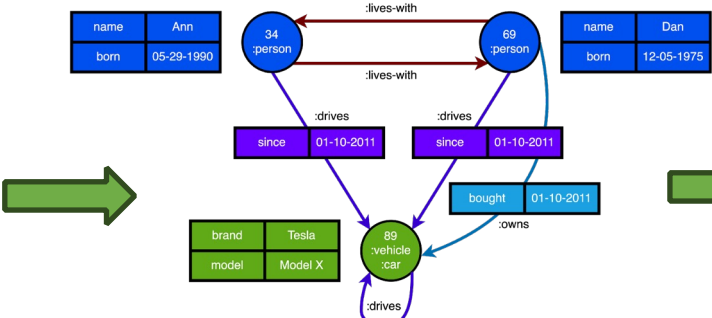 :lives-with
name Ann
born 05-29-1990
34
:person
69
:person
name Dan
born 12-05-1975
:lives-with
:drives
:drives
since 01-10-2011
since 01-10-2011
bought 01-10-2011
:owns
brand Tesla
model Model X
89
:vehicle
:car
:drives